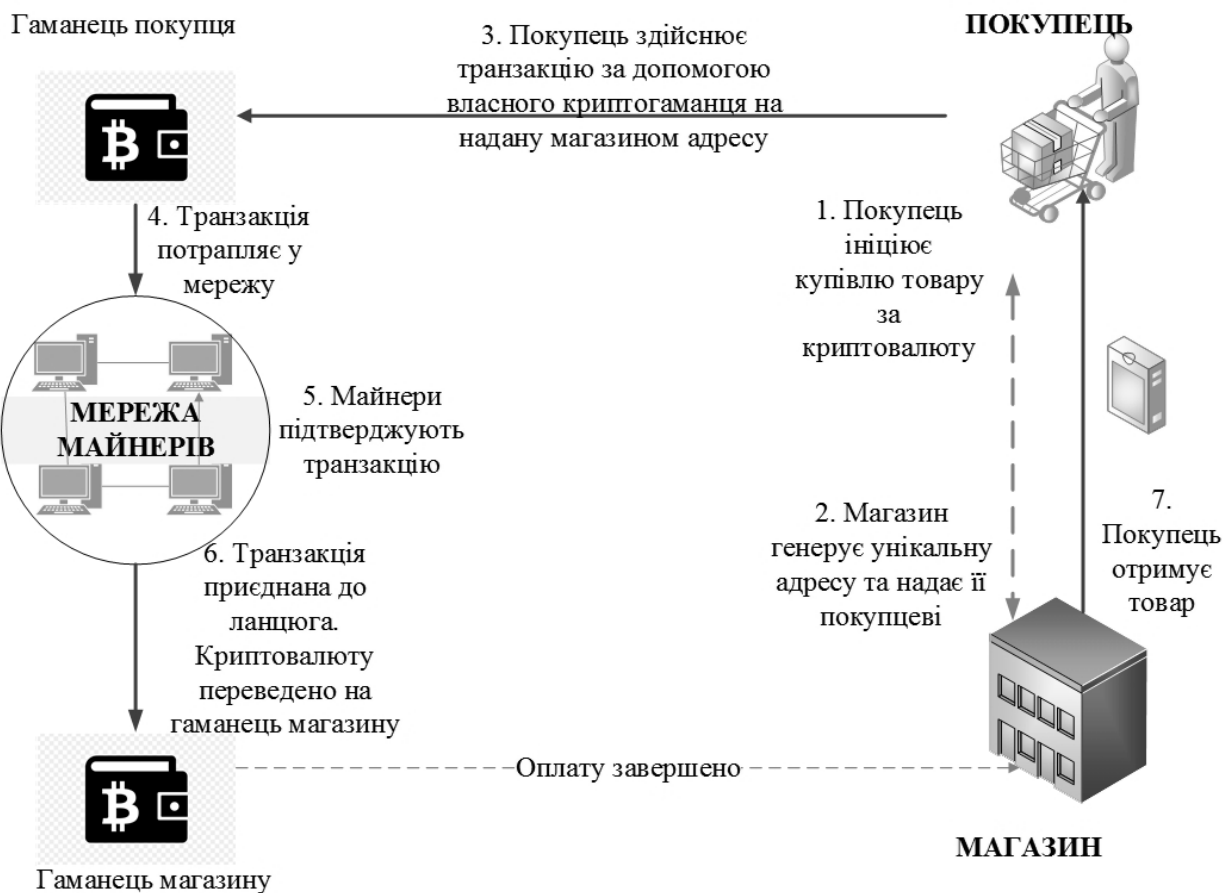 Гаманець покупця
ПОКУПЕЦЬ
3. Покупець здійснює
транзакцію за допомогою
власного криптогаманця на
надану магазином адресу
4. Транзакція
потрапляє у
мережу
1. Покупець
ініціює
купівлю товару
за
криптовалюту
МЕРЕЖА
МАЙНЕРІВ
5. Майнери
підтверджують
транзакцію
2. Магазин
генерує унікальну
адресу та надає її
покупцеві
7.
Покупець
отримує
товар
6. Транзакція
приєднана до
ланцюга.
Криптовалюту
переведено на
гаманець магазину
Оплату завершено
МАГАЗИН
Гаманець магазину